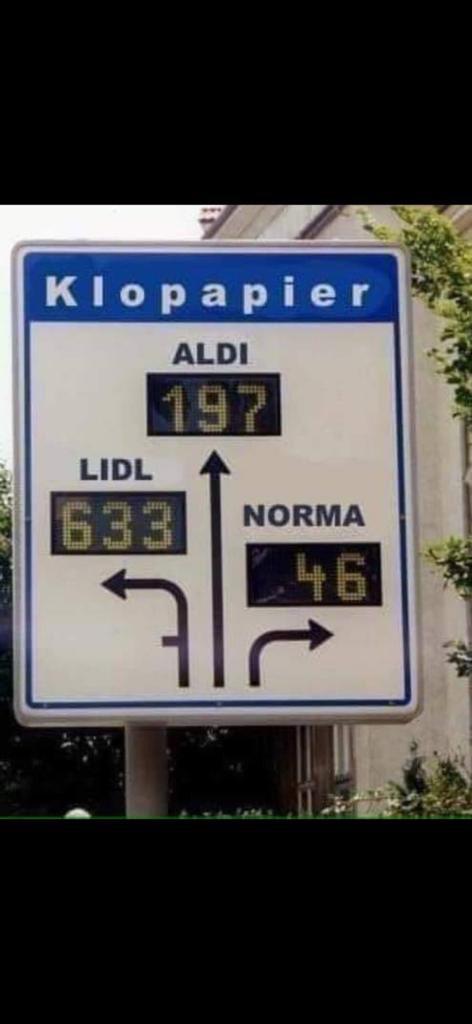 Klopapier
ALDI
197
LIDL
633
NORMA
46